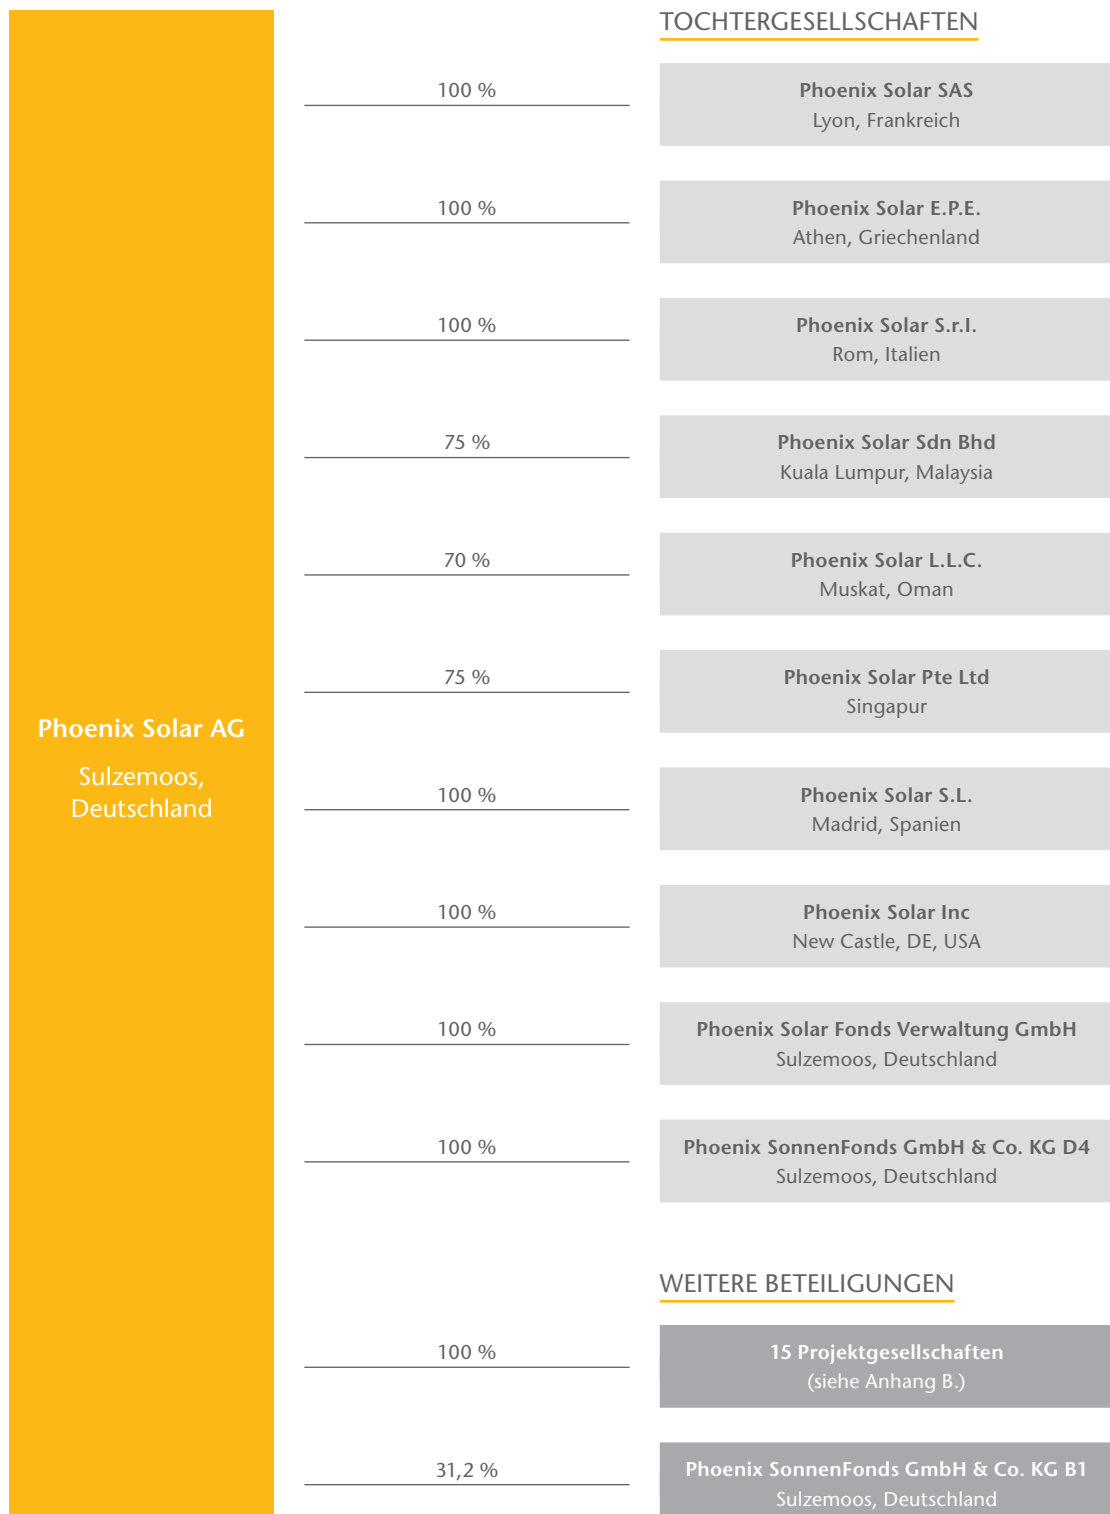 TOCHTERGESELLSCHAFTEN
100 %
Phoenix Solar SAS
Lyon, Frankreich
100 %
Phoenix Solar E.P.E.
Athen, Griechenland
100 %
Phoenix Solar S.r.l.
Rom, Italien
75 %
Phoenix Solar Sdn Bhd
Kuala Lumpur, Malaysia
70 %
Phoenix Solar L.L.C.
Muskat, Oman
75 %
Phoenix Solar Pte Ltd
Singapur
Phoenix Solar AG
Sulzemoos,
Deutschland
100 %
Phoenix Solar S.L.
Madrid, Spanien
100 %
Phoenix Solar Inc
New Castle, DE, USA
100 %
Phoenix Solar Fonds Verwaltung GmbH
Sulzemoos, Deutschland
100 %
Phoenix SonnenFonds GmbH & Co. KG D4
Sulzemoos, Deutschland
WEITERE BETEILIGUNGEN
100 %
15 Projektgesellschaften
(siehe Anhang B.)
31,2 %
Phoenix SonnenFonds GmbH & Co. KG B1
Sulzemoos, Deutschland